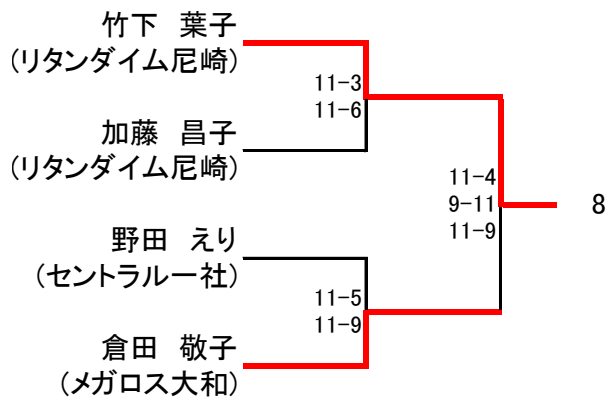 竹下　葉子
(リタンダイム尾崎)
11-3
11-6
加藤　昌子
(リタンダイム尾崎)
11-4
9-11
11-9
8
野田　えり
(セントラル一社)
11-5
11-9
倉田　敬子
(メガロス大和)